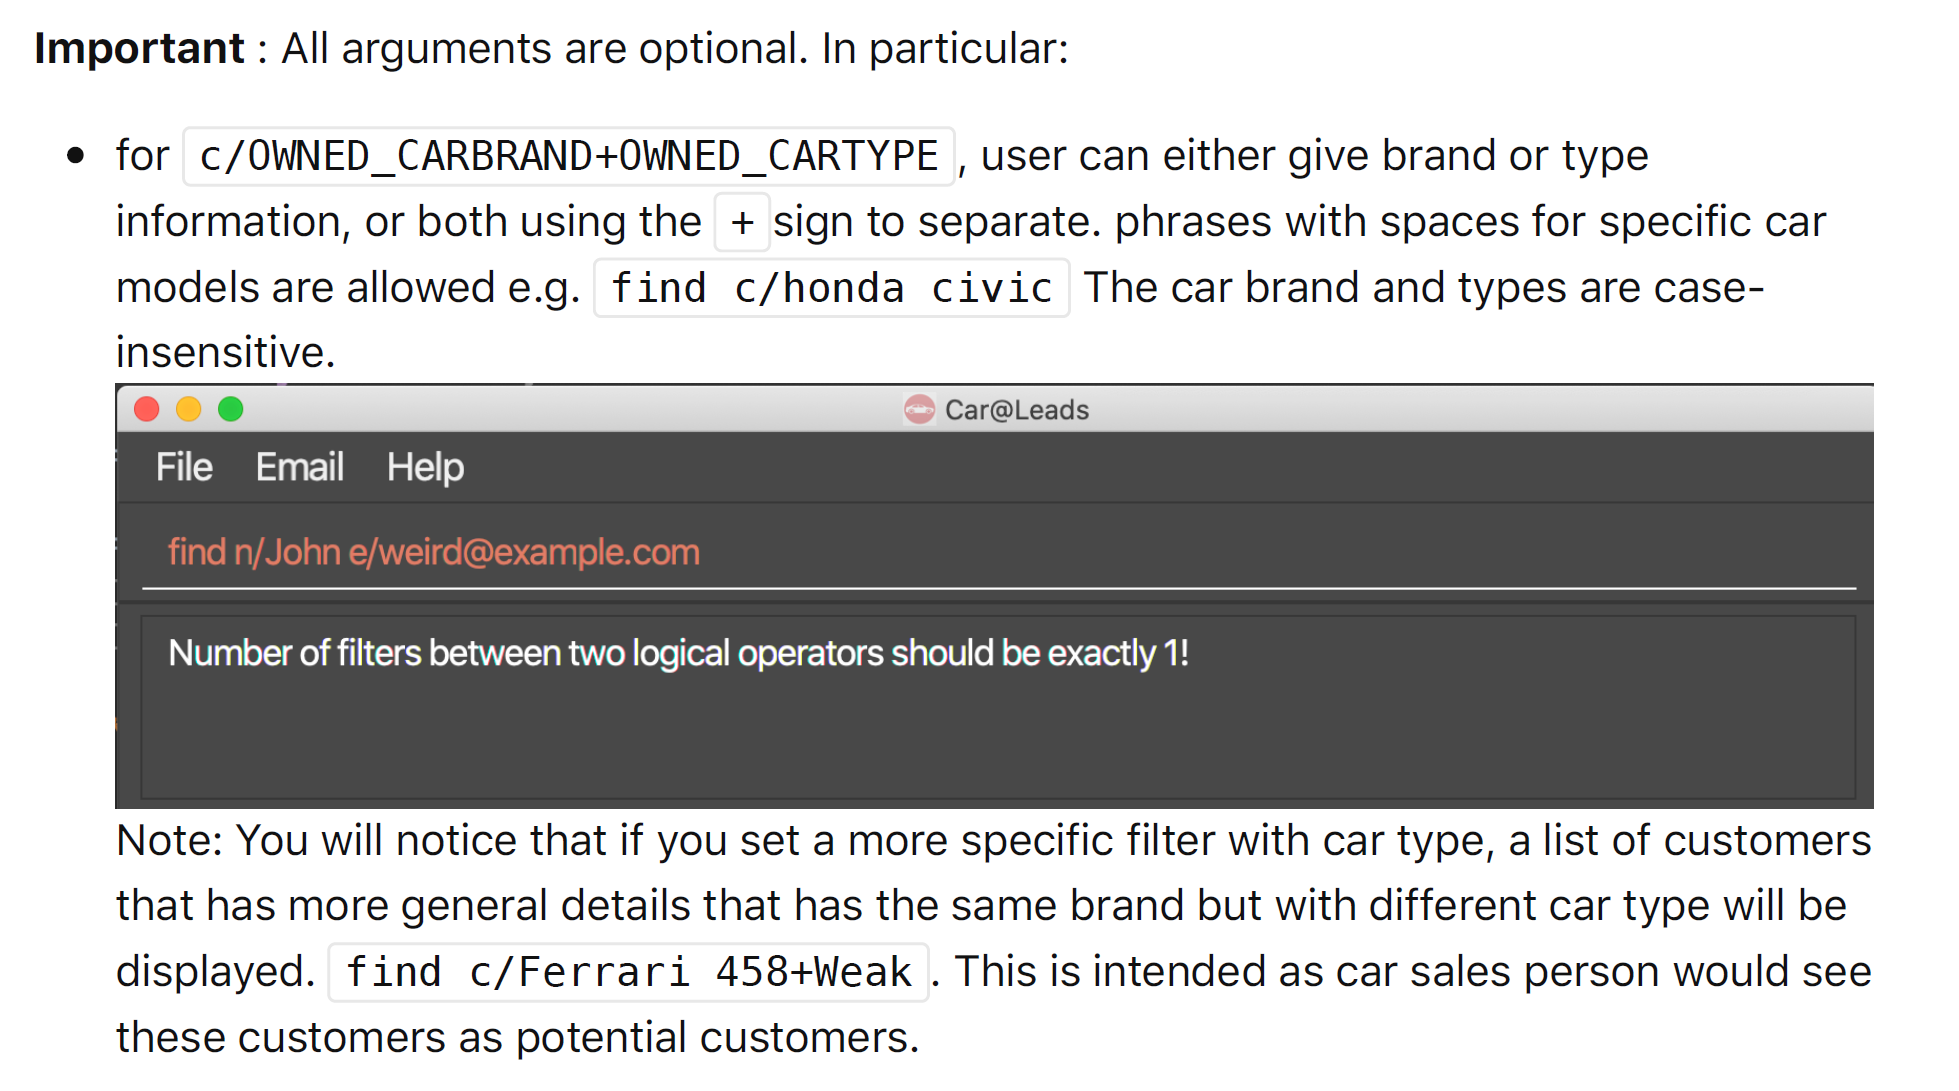 Important : All arguments are optional. In particular:
for c/OWNED_CARBRAND+OWNED_CARTYPE, user can either give brand or type
information, or both using the + sign to separate. phrases with spaces for specific car
models are allowed e.g. find c/honda civic The car brand and types are case-
insensitive.
Car@Leads
File Email Help
find n/John e/weird@example.com
Number of filters between two logical operators should be exactly 1!
Note: You will notice that if you set a more specific filter with car type, a list of customers
that has more general details that has the same brand but with different car type will be
displayed. find c/Ferrari 458+Weak. This is intended as car sales person would see
these customers as potential customers.